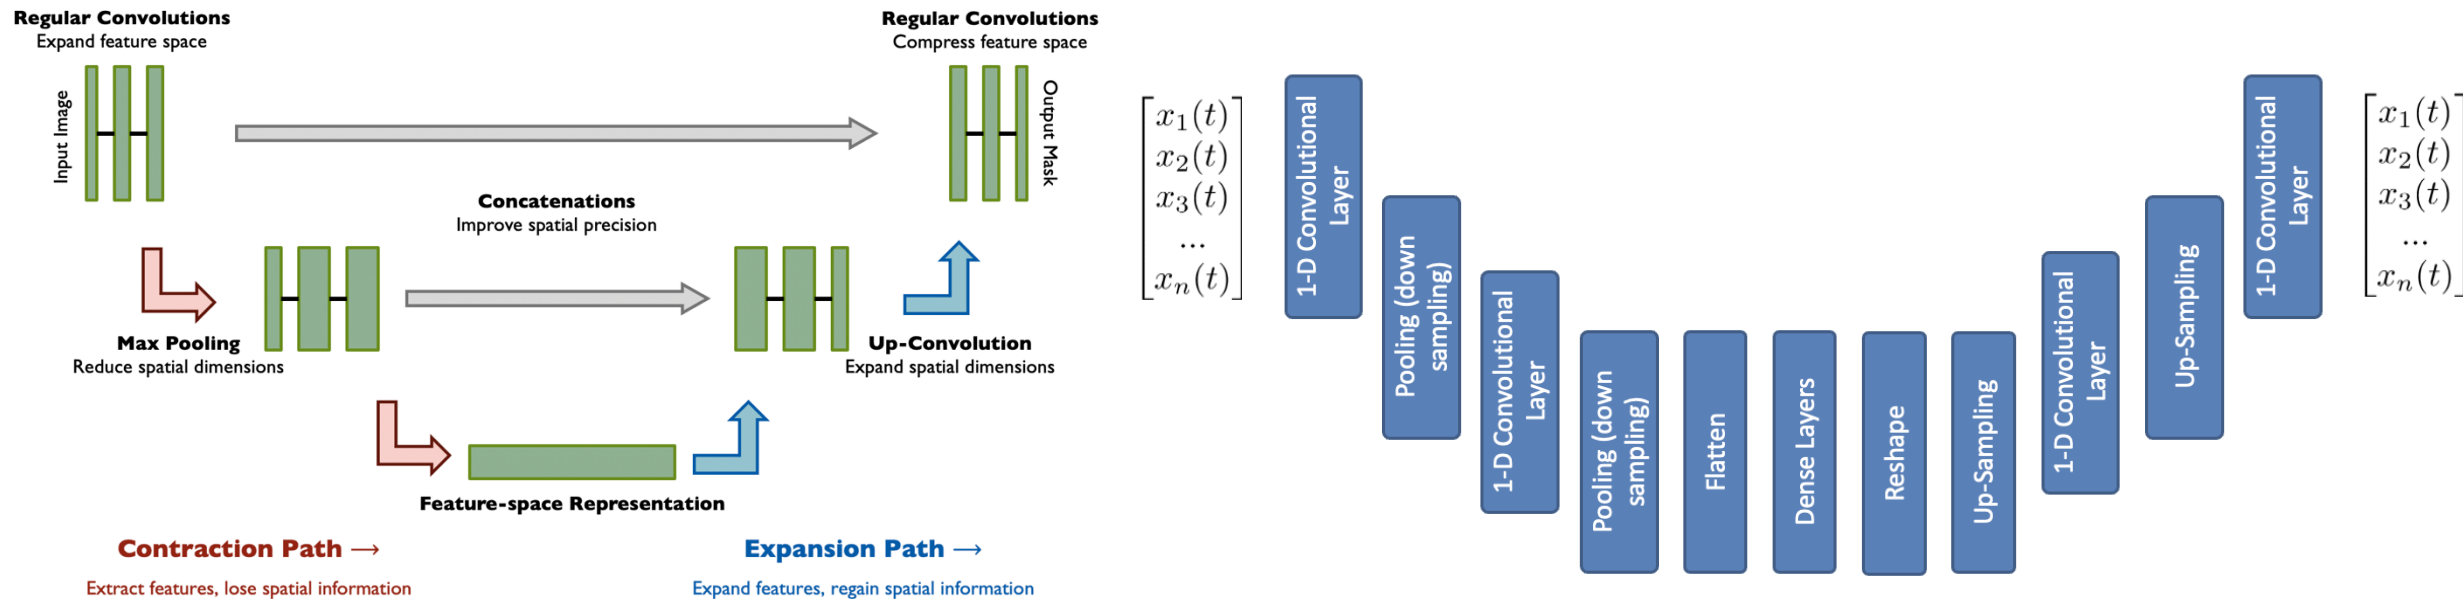 Regular Convolutions
Expand feature space
Input Image
Regular Convolutions
Compress feature space
Output Mask
Concatenations
Improve spatial precision
Max Pooling
Reduce spatial dimensions
Up-Convolution
Expand spatial dimensions
Feature-space Representation
Contraction Path →
Extract features, lose spatial information
Expansion Path →
Expand features, regain spatial information
x₁(t)
x₂(t)
x₃(t)
...
xₙ(t)
1-D Convolutional
Layer
Pooling (down
sampling)
1-D Convolutional
Layer
Pooling (down
sampling)
Flatten
Dense Layers
Reshape
Up-Sampling
1-D Convolutional
Layer
Up-Sampling
1-D Convolutional
Layer
x₁(t)
x₂(t)
x₃(t)
...
xₙ(t)